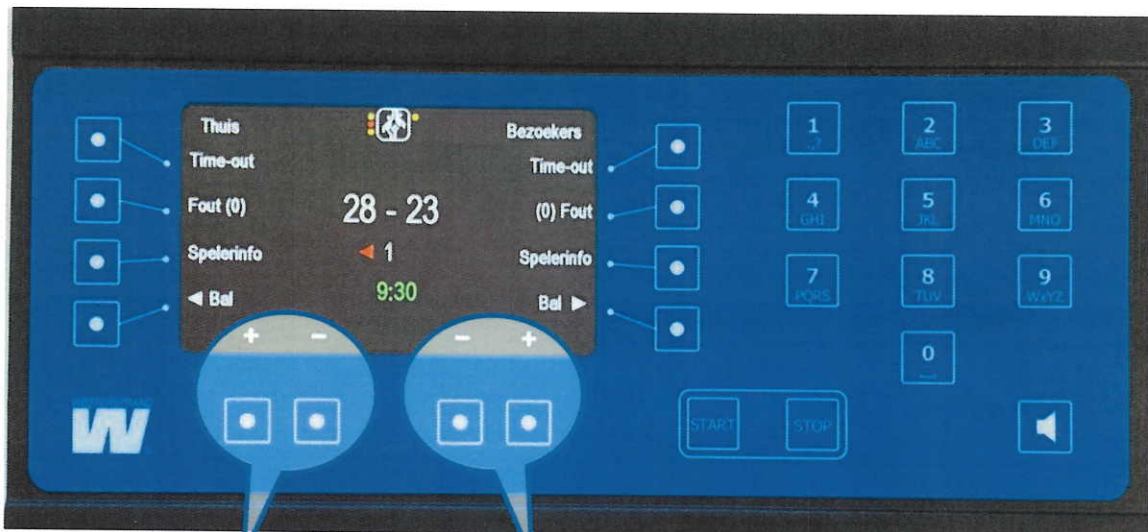 Thuis
Bezoekers
Time-out
Time-out
Fout (0)
28 - 23
(0) Fout
Spelerinfo
◀ 1
Spelerinfo
◀ Bal
9:30
Bal ▶
+ −
− +
1
.,?
2
ABC
3
DEF
4
GHI
5
JKL
6
MNO
7
PQRS
8
TUV
9
WXYZ
0
START
STOP
W